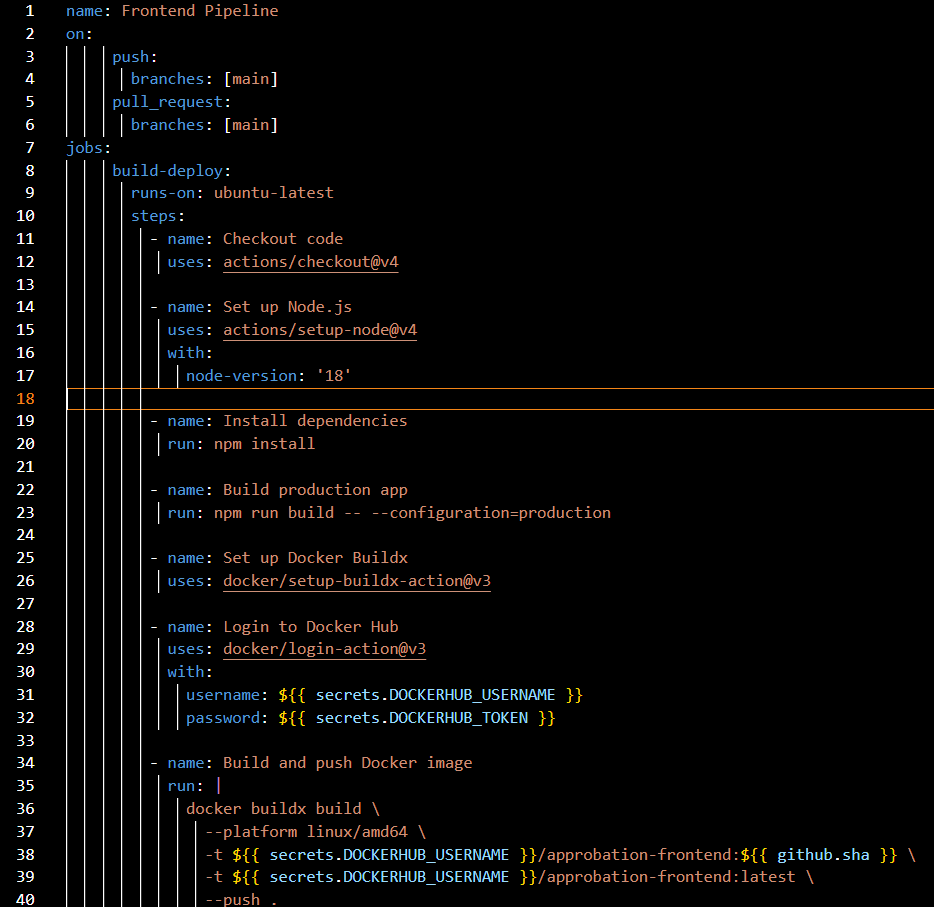 1 name: Frontend Pipeline
2 on:
3 push:
4 branches: [main]
5 pull_request:
6 branches: [main]
7 jobs:
8 build-deploy:
9 runs-on: ubuntu-latest
10 steps:
11 - name: Checkout code
12 uses: actions/checkout@v4
13
14 - name: Set up Node.js
15 uses: actions/setup-node@v4
16 with:
17 node-version: '18'
18
19 - name: Install dependencies
20 run: npm install
21
22 - name: Build production app
23 run: npm run build -- --configuration=production
24
25 - name: Set up Docker Buildx
26 uses: docker/setup-buildx-action@v3
27
28 - name: Login to Docker Hub
29 uses: docker/login-action@v3
30 with:
31 username: ${{ secrets.DOCKERHUB_USERNAME }}
32 password: ${{ secrets.DOCKERHUB_TOKEN }}
33
34 - name: Build and push Docker image
35 run: |
36 docker buildx build \
37 --platform linux/amd64 \
38 -t ${{ secrets.DOCKERHUB_USERNAME }}/approbation-frontend:${{ github.sha }} \
39 -t ${{ secrets.DOCKERHUB_USERNAME }}/approbation-frontend:latest \
40 --push .